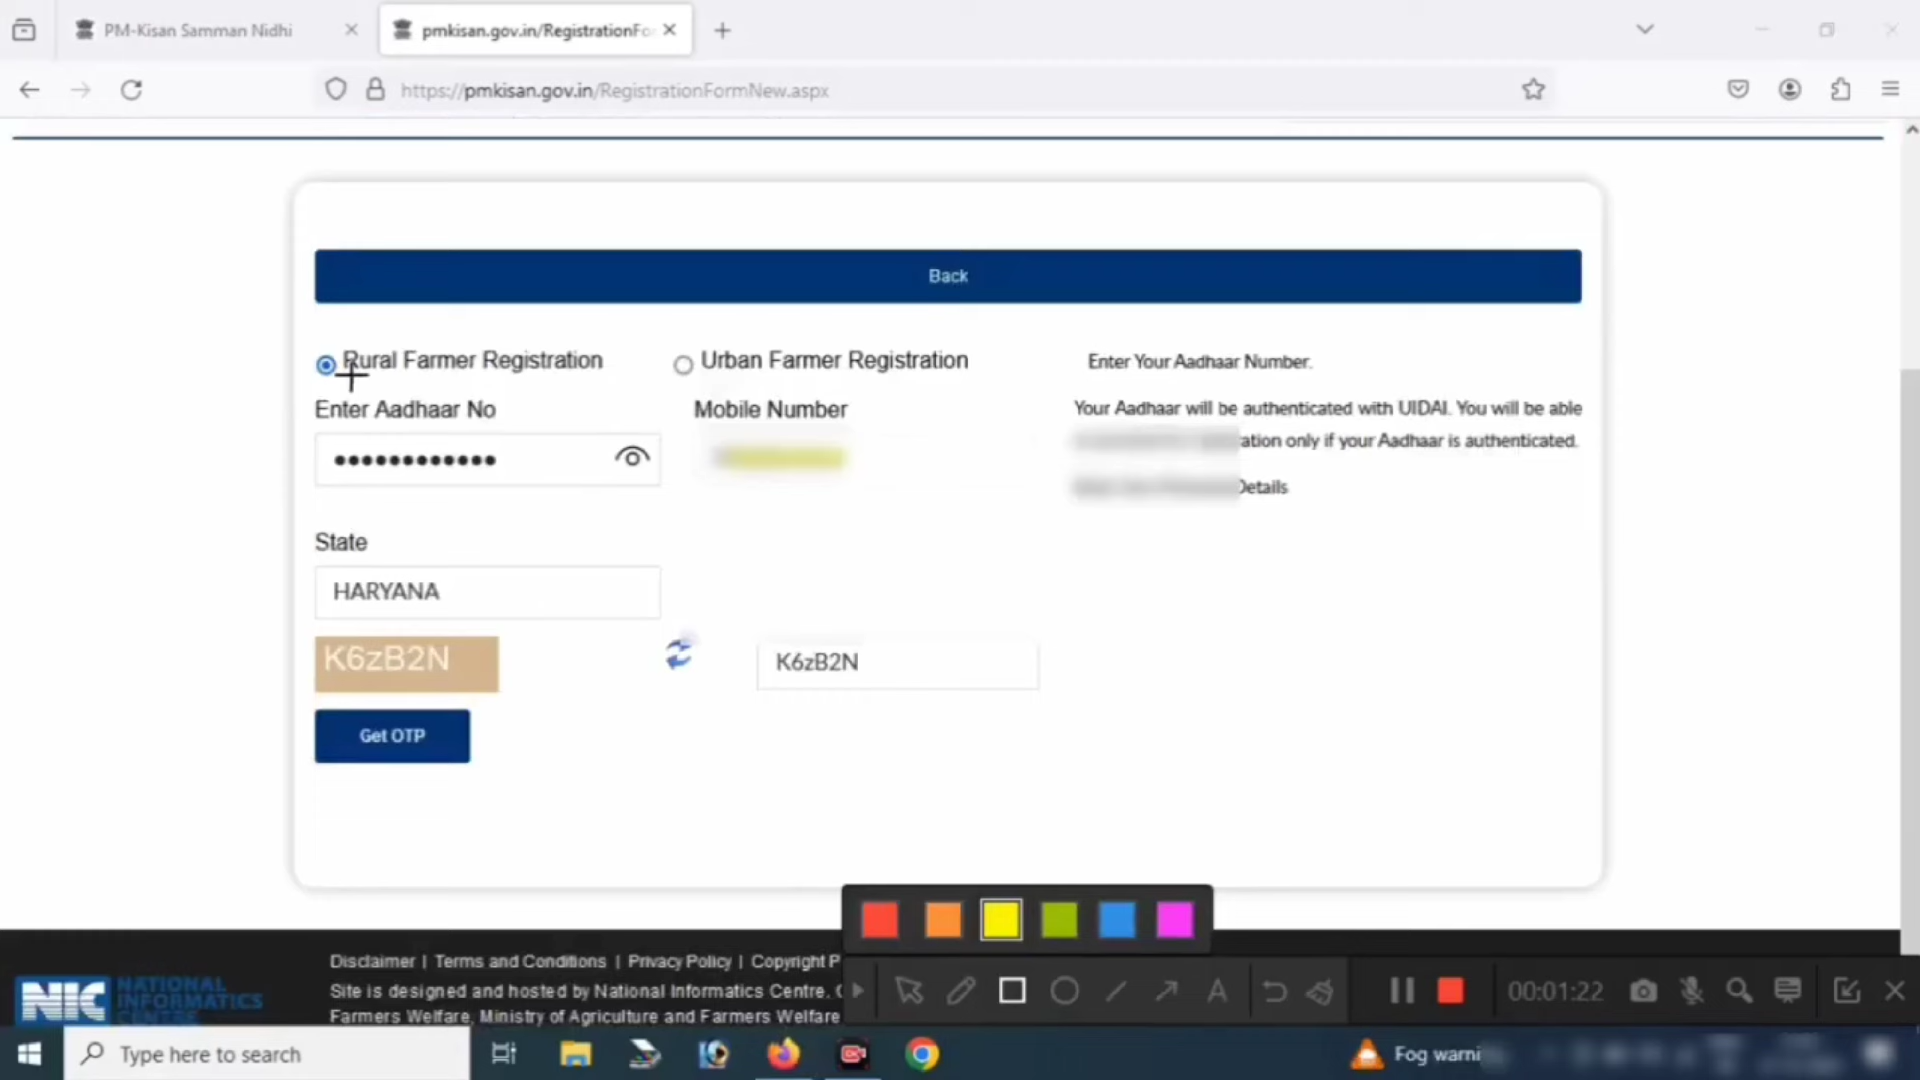 PM-Kisan Samman Nidhi
pmkisan.gov.in/RegistrationFo
https://pmkisan.gov.in/RegistrationFormNew.aspx
Back
Rural Farmer Registration
Urban Farmer Registration
Enter Your Aadhaar Number.
Enter Aadhaar No
Mobile Number
Your Aadhaar will be authenticated with UIDAI. You will be able
ation only if your Aadhaar is authenticated.
••••••••••••
Details
State
HARYANA
K6zB2N
K6zB2N
Get OTP
Disclaimer | Terms and Conditions | Privacy Policy | Copyright P
Site is designed and hosted by National Informatics Centre.
Farmers Welfare, Ministry of Agriculture and Farmers Welfare
NIC
NATIONAL
INFORMATICS
CENTRE
A
00:01:22
Type here to search
Fog warni